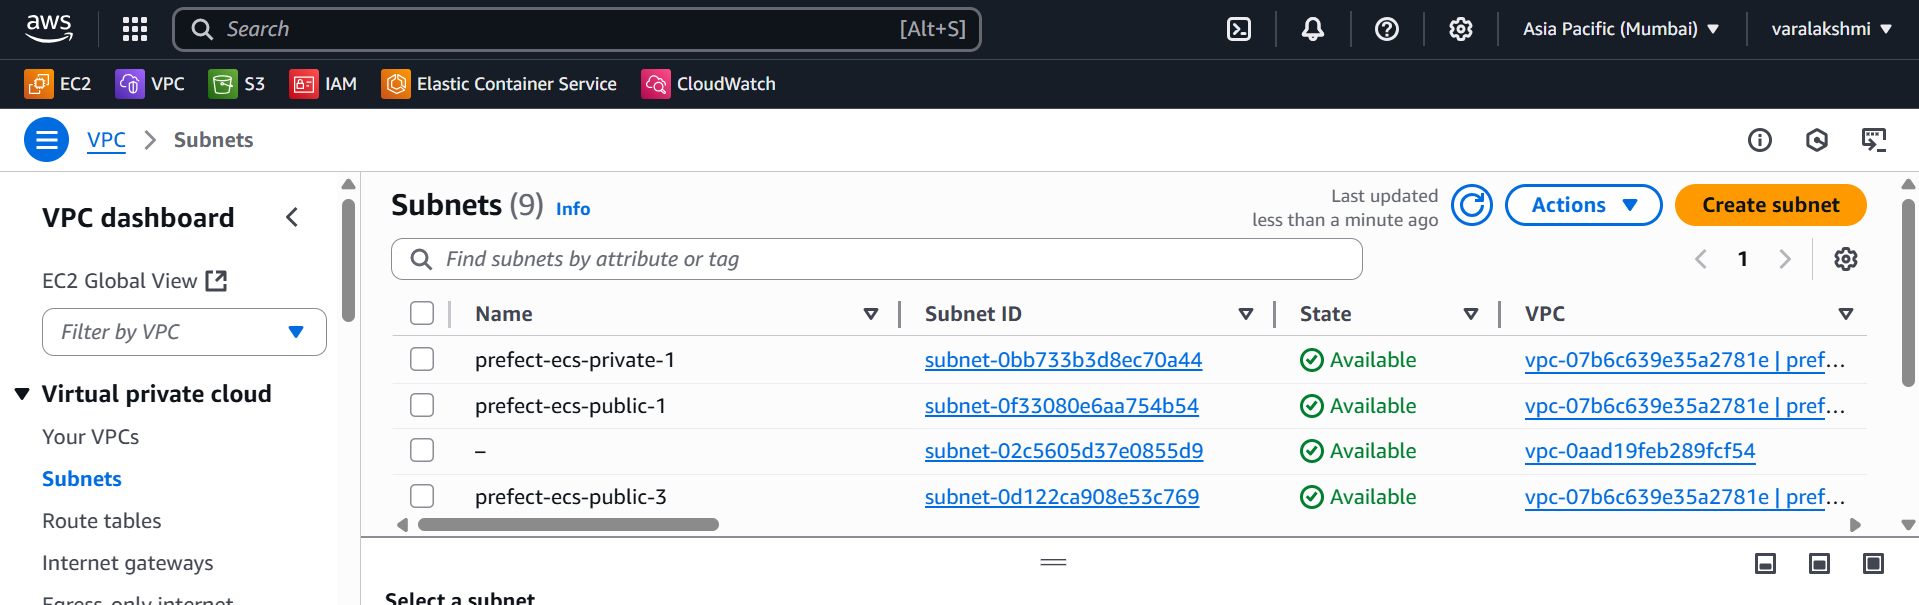 aws
Search [Alt+S]
Asia Pacific (Mumbai) varalakshmi
EC2 VPC S3 IAM Elastic Container Service CloudWatch
VPC Subnets
VPC dashboard
EC2 Global View
Filter by VPC
Virtual private cloud
Your VPCs
Subnets
Route tables
Internet gateways
Egress-only internet
Subnets (9) Info
Last updated
less than a minute ago
Actions
Create subnet
Find subnets by attribute or tag
1
Name Subnet ID State VPC
prefect-ecs-private-1 subnet-0bb733b3d8ec70a44 Available vpc-07b6c639e35a2781e | pref…
prefect-ecs-public-1 subnet-0f33080e6aa754b54 Available vpc-07b6c639e35a2781e | pref…
– subnet-02c5605d37e0855d9 Available vpc-0aad19feb289fcf54
prefect-ecs-public-3 subnet-0d122ca908e53c769 Available vpc-07b6c639e35a2781e | pref…
Select a subnet